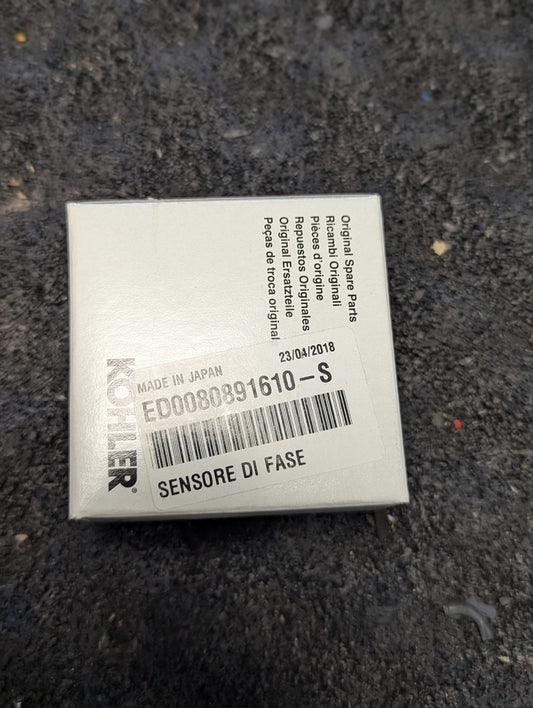 Original Spare Parts
Ricambi Originali
Pièces d'origine
Repuestos Originales
Original Ersatzteile
Peças de troca original
KOHLER®
23/04/2018
MADE IN JAPAN
ED0080891610-S
SENSORE DI FASE